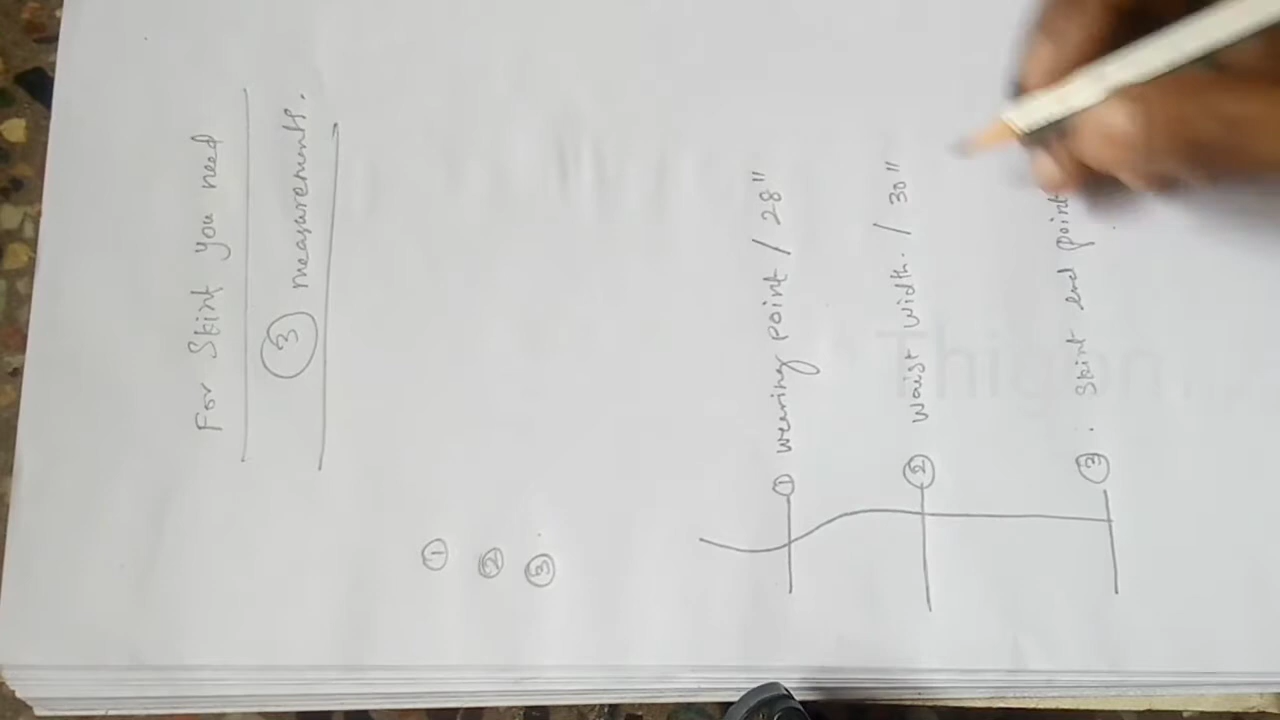 For Skirt you need
③ measurements.
①
②
③.
① wearing point / 28"
② waist width. / 30"
③. Skirt end point